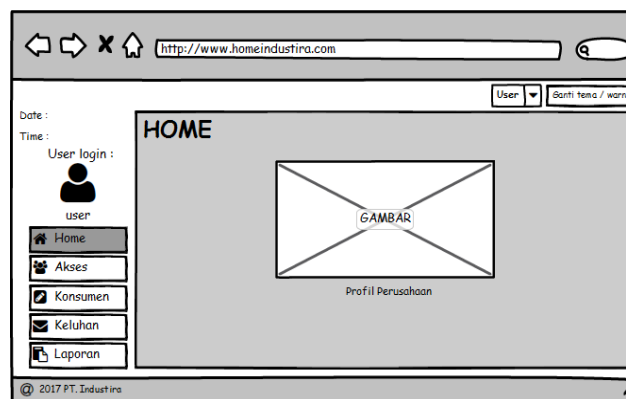 http://www.homeindustira.com
User
Ganti tema / warn
Date :
Time :
User login :
user
HOME
GAMBAR
Profil Perusahaan
Home
Akses
Konsumen
Keluhan
Laporan
@ 2017 PT. Industira